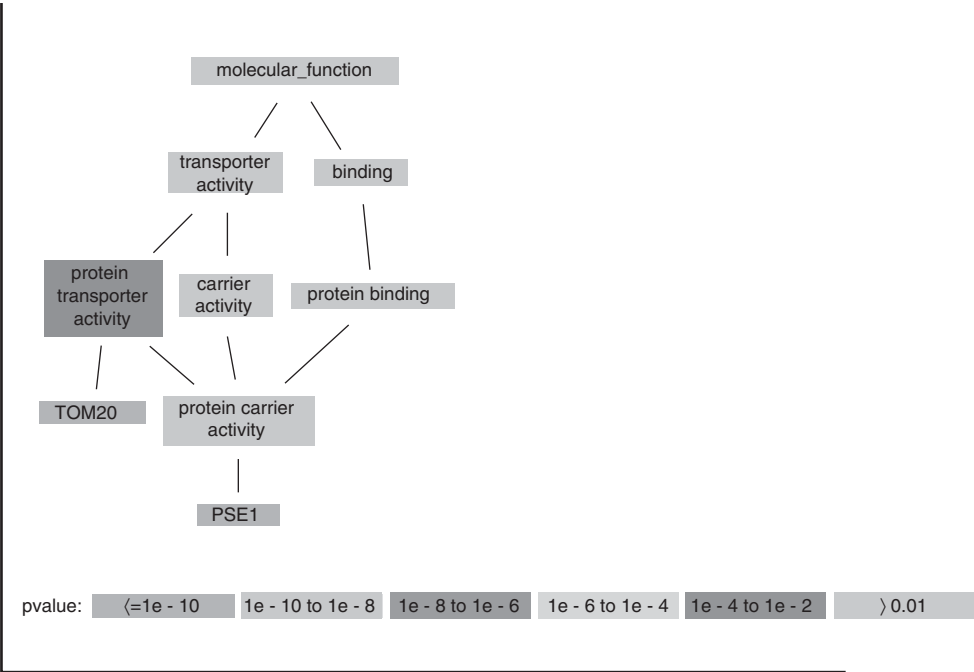 molecular_function
transporter
activity
binding
protein
transporter
activity
carrier
activity
protein binding
TOM20
protein carrier
activity
PSE1
pvalue: ⟨=1e - 10 1e - 10 to 1e - 8 1e - 8 to 1e - 6 1e - 6 to 1e - 4 1e - 4 to 1e - 2 ⟩ 0.01